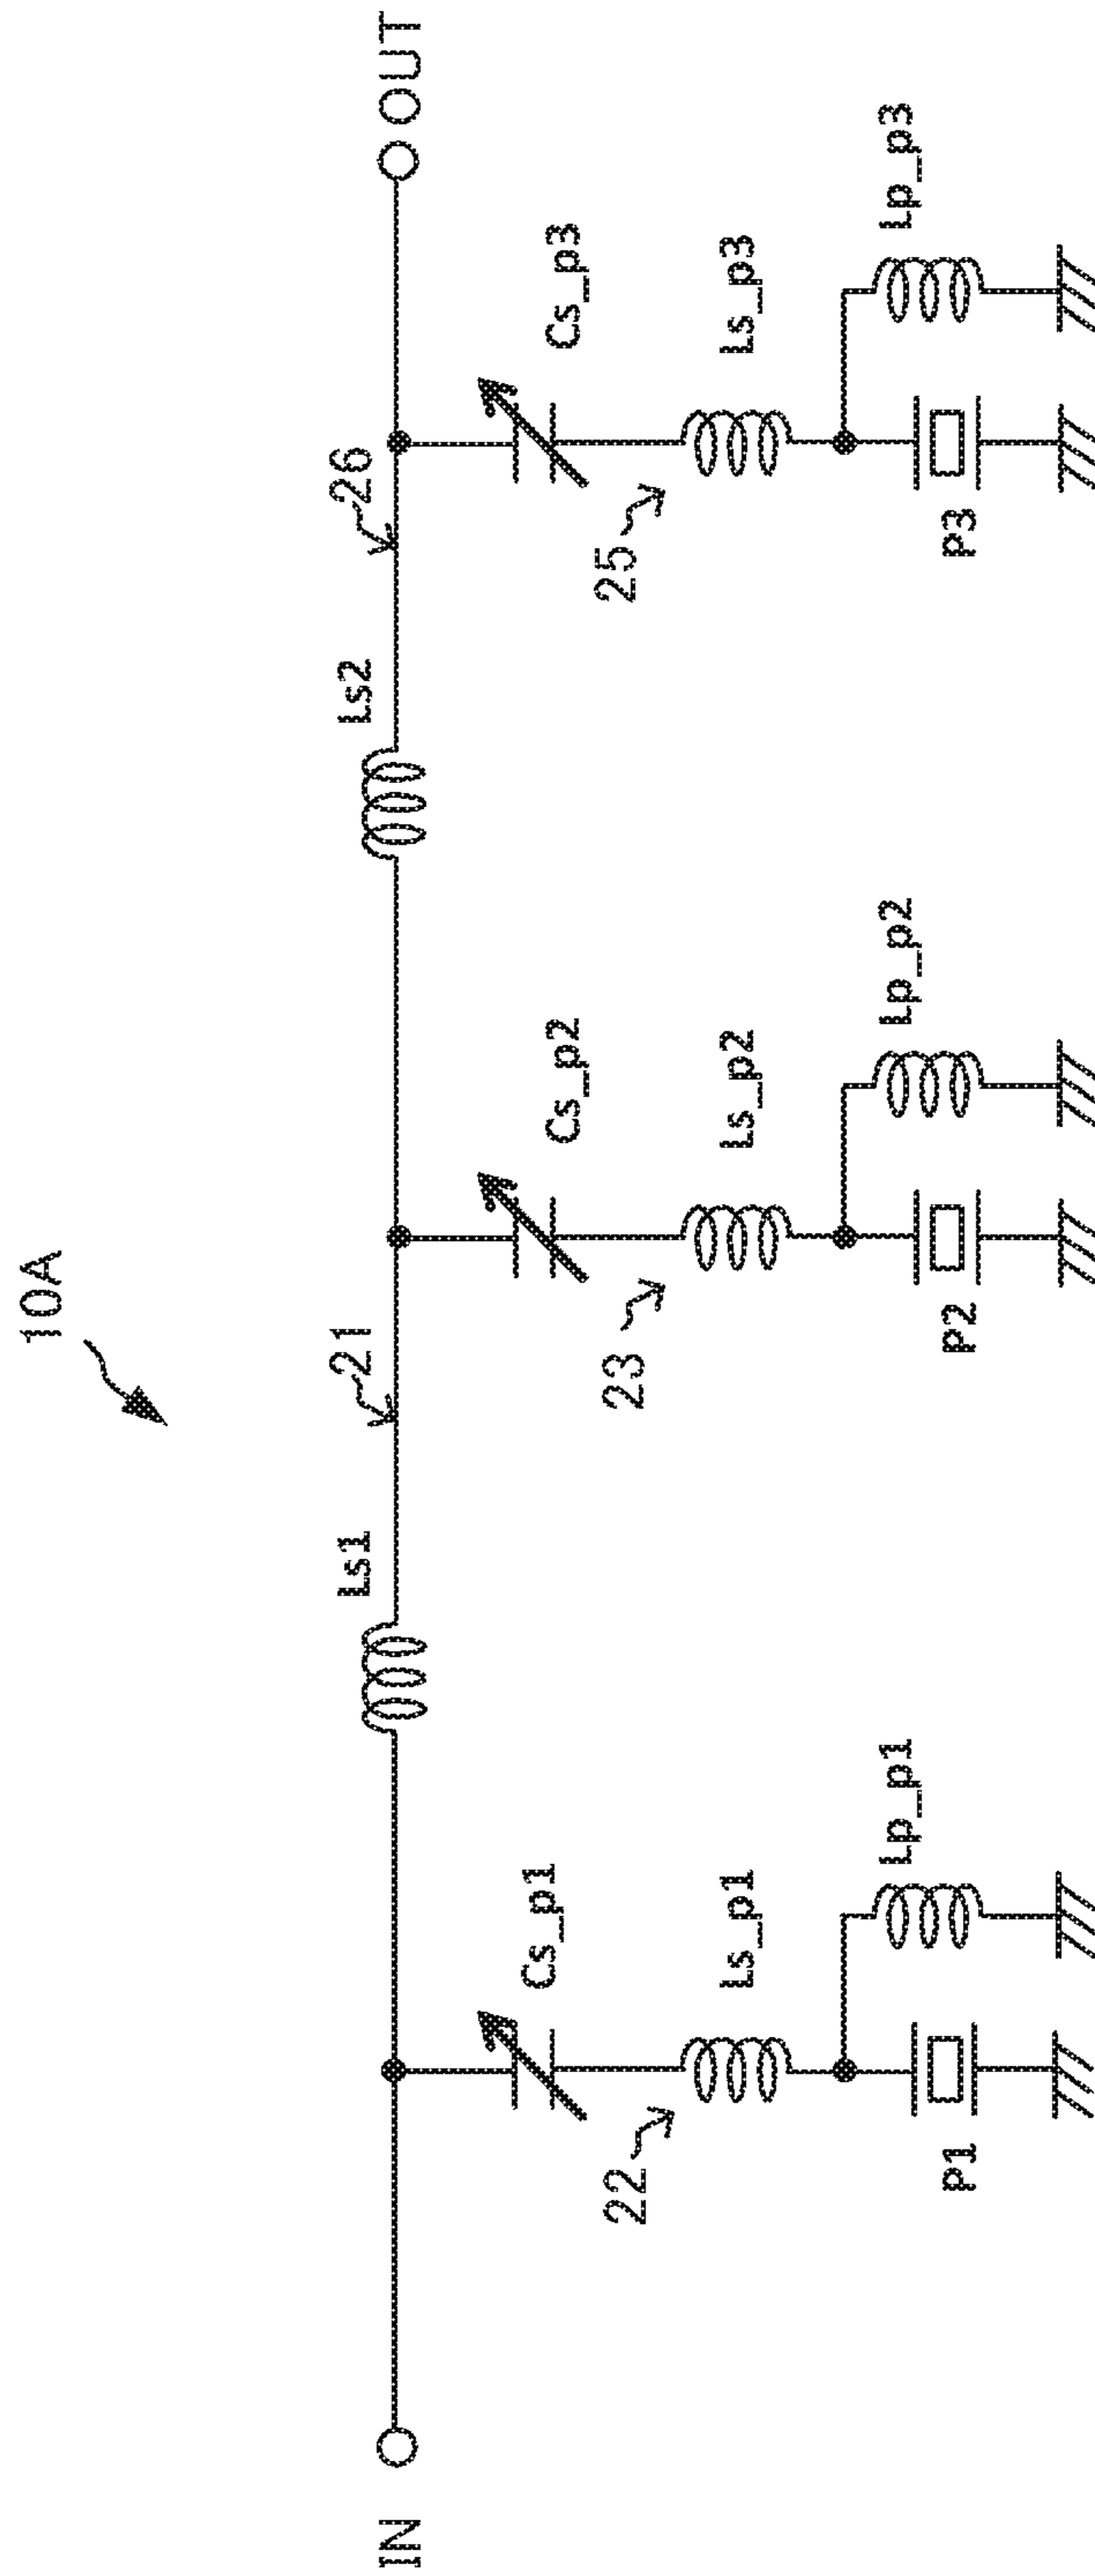 10A
IN
OUT
Ls1
21
Ls2
26
Cs_p1
22
Ls_p1
Lp_p1
P1
Cs_p2
23
Ls_p2
Lp_p2
P2
Cs_p3
25
Ls_p3
Lp_p3
P3